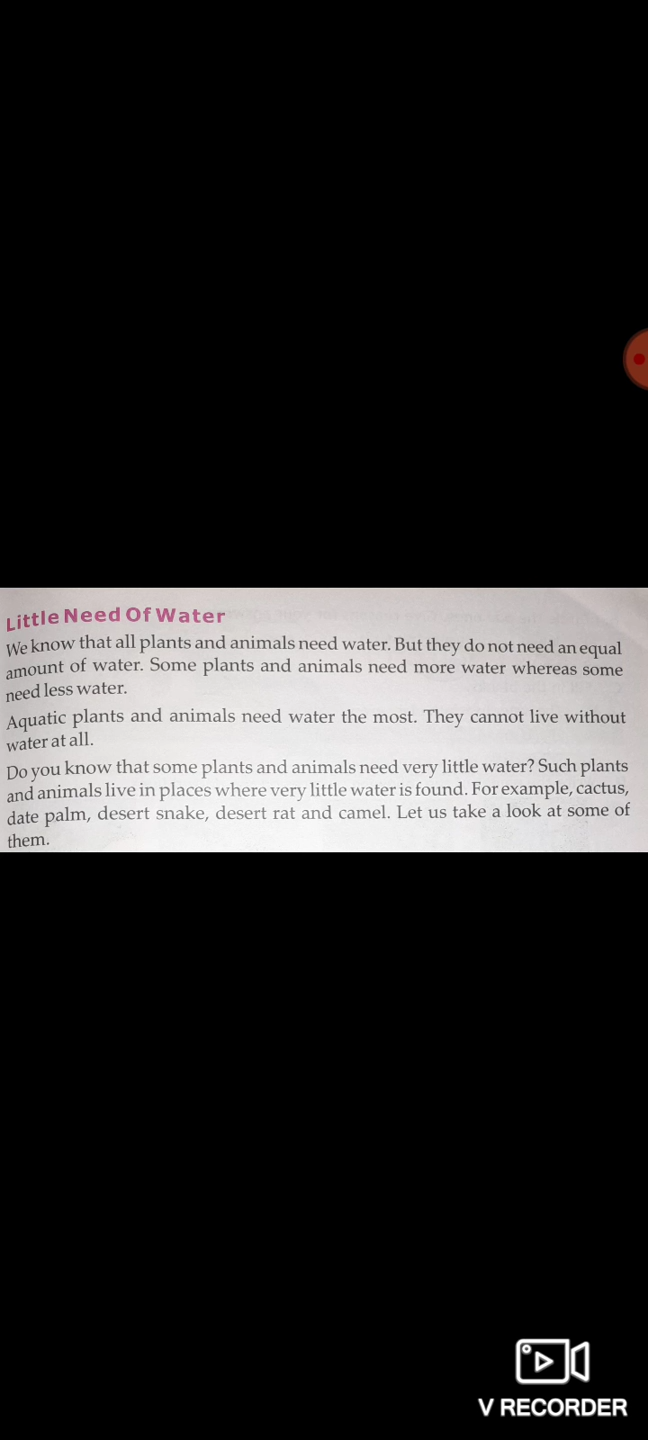 Little Need Of Water
We know that all plants and animals need water. But they do not need an equal
amount of water. Some plants and animals need more water whereas some
need less water.
Aquatic plants and animals need water the most. They cannot live without
water at all.
Do you know that some plants and animals need very little water? Such plants
and animals live in places where very little water is found. For example, cactus,
date palm, desert snake, desert rat and camel. Let us take a look at some of
them.
V RECORDER